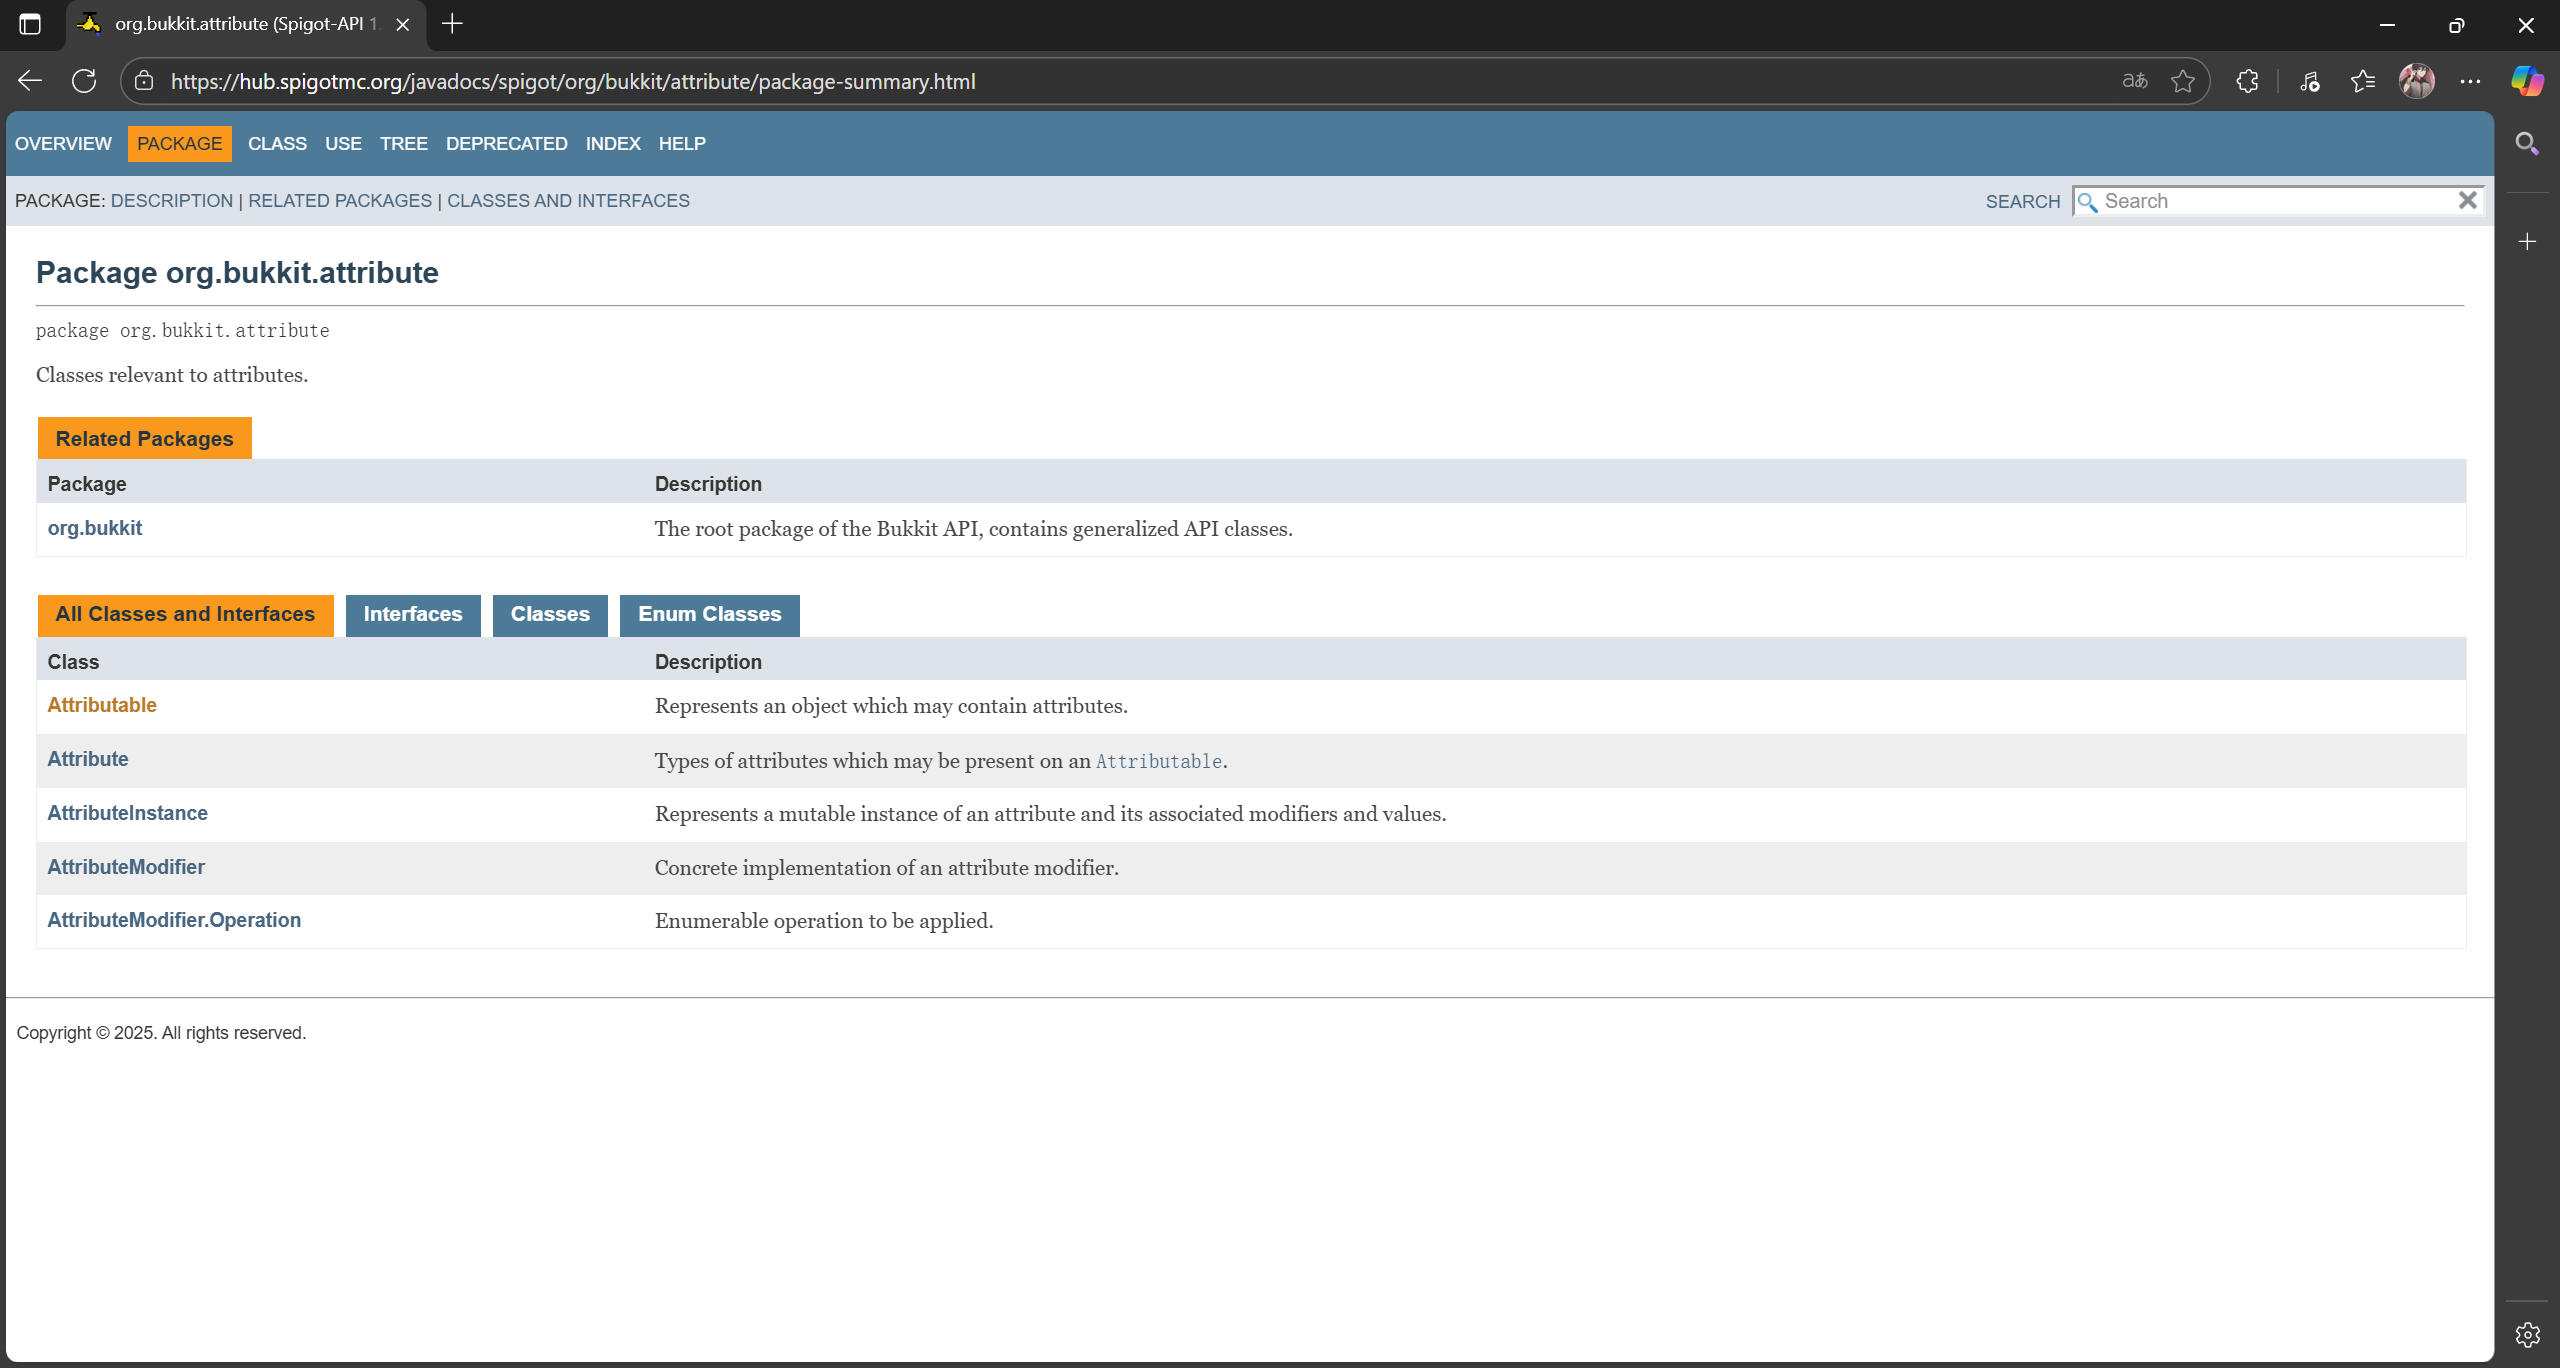 org.bukkit.attribute (Spigot-API 1.
https://hub.spigotmc.org/javadocs/spigot/org/bukkit/attribute/package-summary.html
aあ
OVERVIEW PACKAGE CLASS USE TREE DEPRECATED INDEX HELP
PACKAGE: DESCRIPTION | RELATED PACKAGES | CLASSES AND INTERFACES
SEARCH Search
Package org.bukkit.attribute
package org.bukkit.attribute
Classes relevant to attributes.
Related Packages
Package Description
org.bukkit The root package of the Bukkit API, contains generalized API classes.
All Classes and Interfaces Interfaces Classes Enum Classes
Class Description
Attributable Represents an object which may contain attributes.
Attribute Types of attributes which may be present on an Attributable.
AttributeInstance Represents a mutable instance of an attribute and its associated modifiers and values.
AttributeModifier Concrete implementation of an attribute modifier.
AttributeModifier.Operation Enumerable operation to be applied.
Copyright © 2025. All rights reserved.